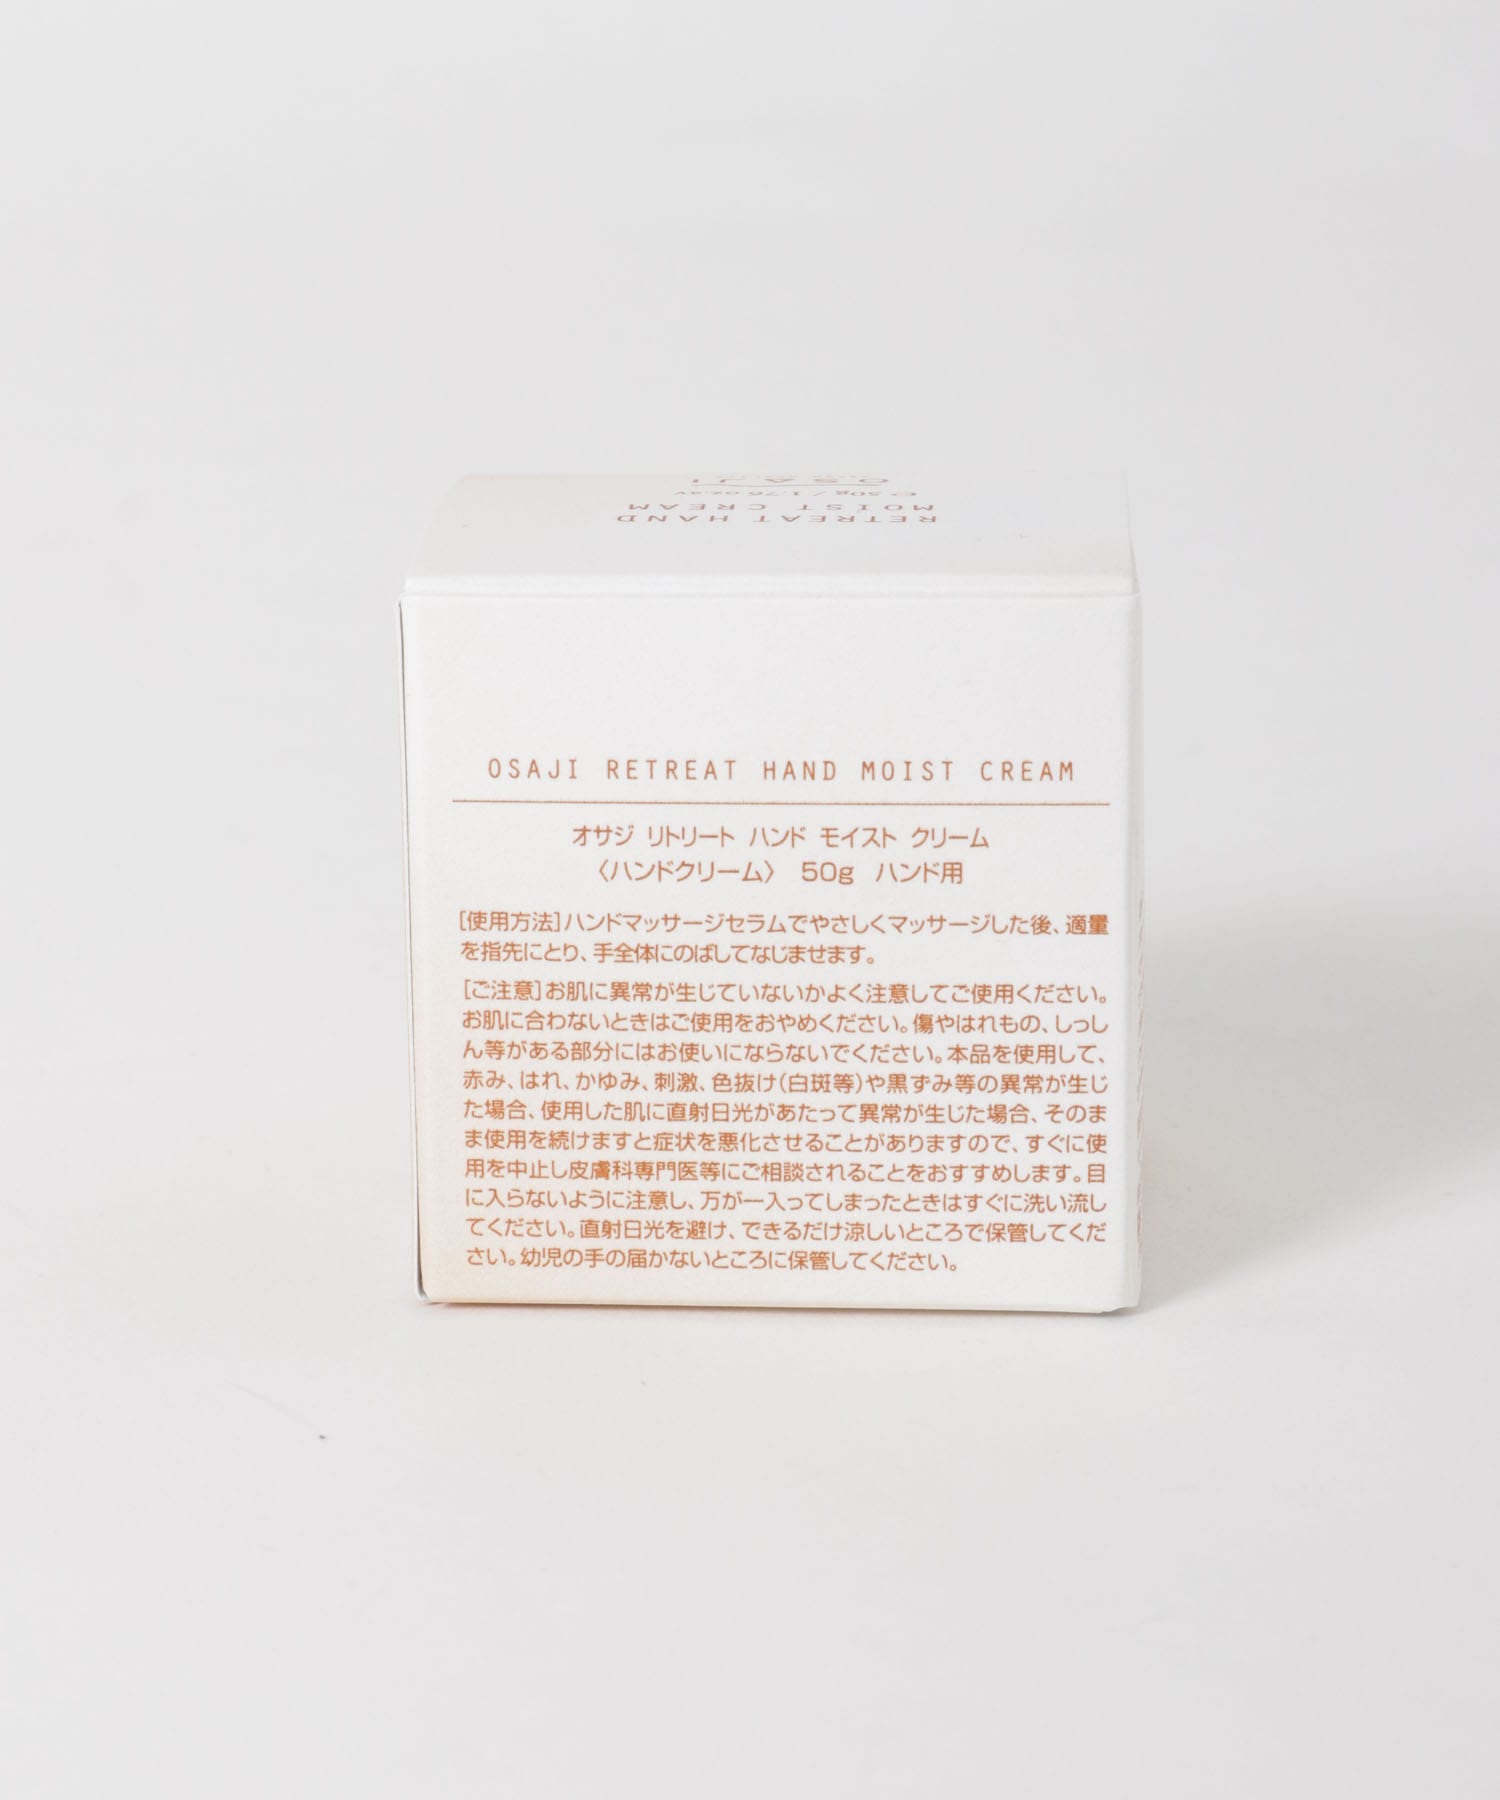 OSAJI
℮ 50g / 1.76 oz.av
RETREAT HAND
MOIST CREAM
OSAJI RETREAT HAND MOIST CREAM
オサジ リトリート ハンド モイスト クリーム
〈ハンドクリーム〉 50g ハンド用
[使用方法]ハンドマッサージセラムでやさしくマッサージした後、適量
を指先にとり、手全体にのばしてなじませます。
[ご注意]お肌に異常が生じていないかよく注意してご使用ください。
お肌に合わないときはご使用をおやめください。傷やはれもの、しっし
ん等がある部分にはお使いにならないでください。本品を使用して、
赤み、はれ、かゆみ、刺激、色抜け(白斑等)や黒ずみ等の異常が生じ
た場合、使用した肌に直射日光があたって異常が生じた場合、そのま
ま使用を続けますと症状を悪化させることがありますので、すぐに使
用を中止し皮膚科専門医等にご相談されることをおすすめします。目
に入らないように注意し、万が一入ってしまったときはすぐに洗い流し
てください。直射日光を避け、できるだけ涼しいところで保管してくだ
さい。幼児の手の届かないところに保管してください。